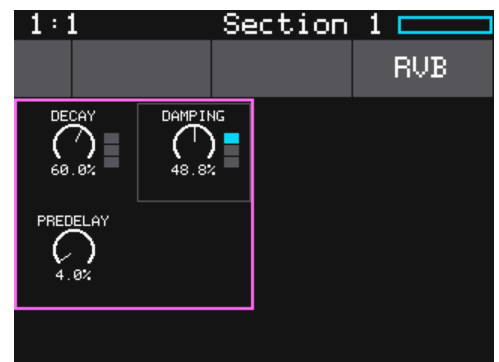 1:1 Section 1
RVB
DECAY DAMPING
60.0% 48.8%
PREDELAY
4.0%